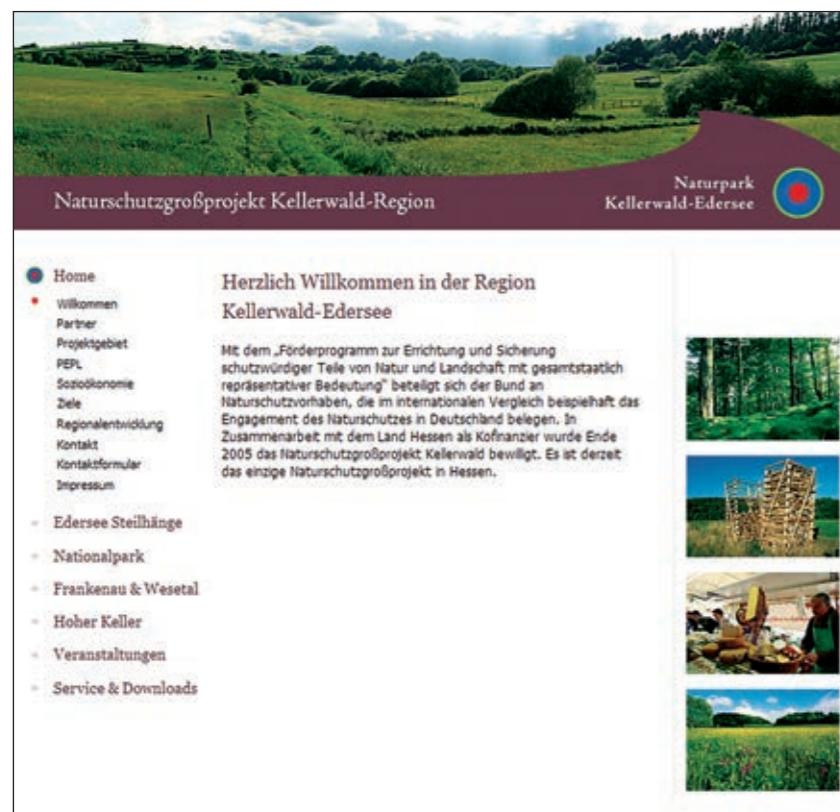 Naturschutzgroßprojekt Kellerwald-Region
Naturpark
Kellerwald-Edersee
Home
Willkommen
Partner
Projektgebiet
PEPL
Sozioökonomie
Ziele
Regionalentwicklung
Kontakt
Kontaktformular
Impressum
Edersee Steilhänge
Nationalpark
Frankenau & Wesetal
Hoher Keller
Veranstaltungen
Service & Downloads
Herzlich Willkommen in der Region
Kellerwald-Edersee
Mit dem „Förderprogramm zur Errichtung und Sicherung
schutzwürdiger Teile von Natur und Landschaft mit gesamtstaatlich
repräsentativer Bedeutung" beteiligt sich der Bund an
Naturschutzvorhaben, die im internationalen Vergleich beispielhaft das
Engagement des Naturschutzes in Deutschland belegen. In
Zusammenarbeit mit dem Land Hessen als Kofinanzier wurde Ende
2005 das Naturschutzgroßprojekt Kellerwald bewilligt. Es ist derzeit
das einzige Naturschutzgroßprojekt in Hessen.